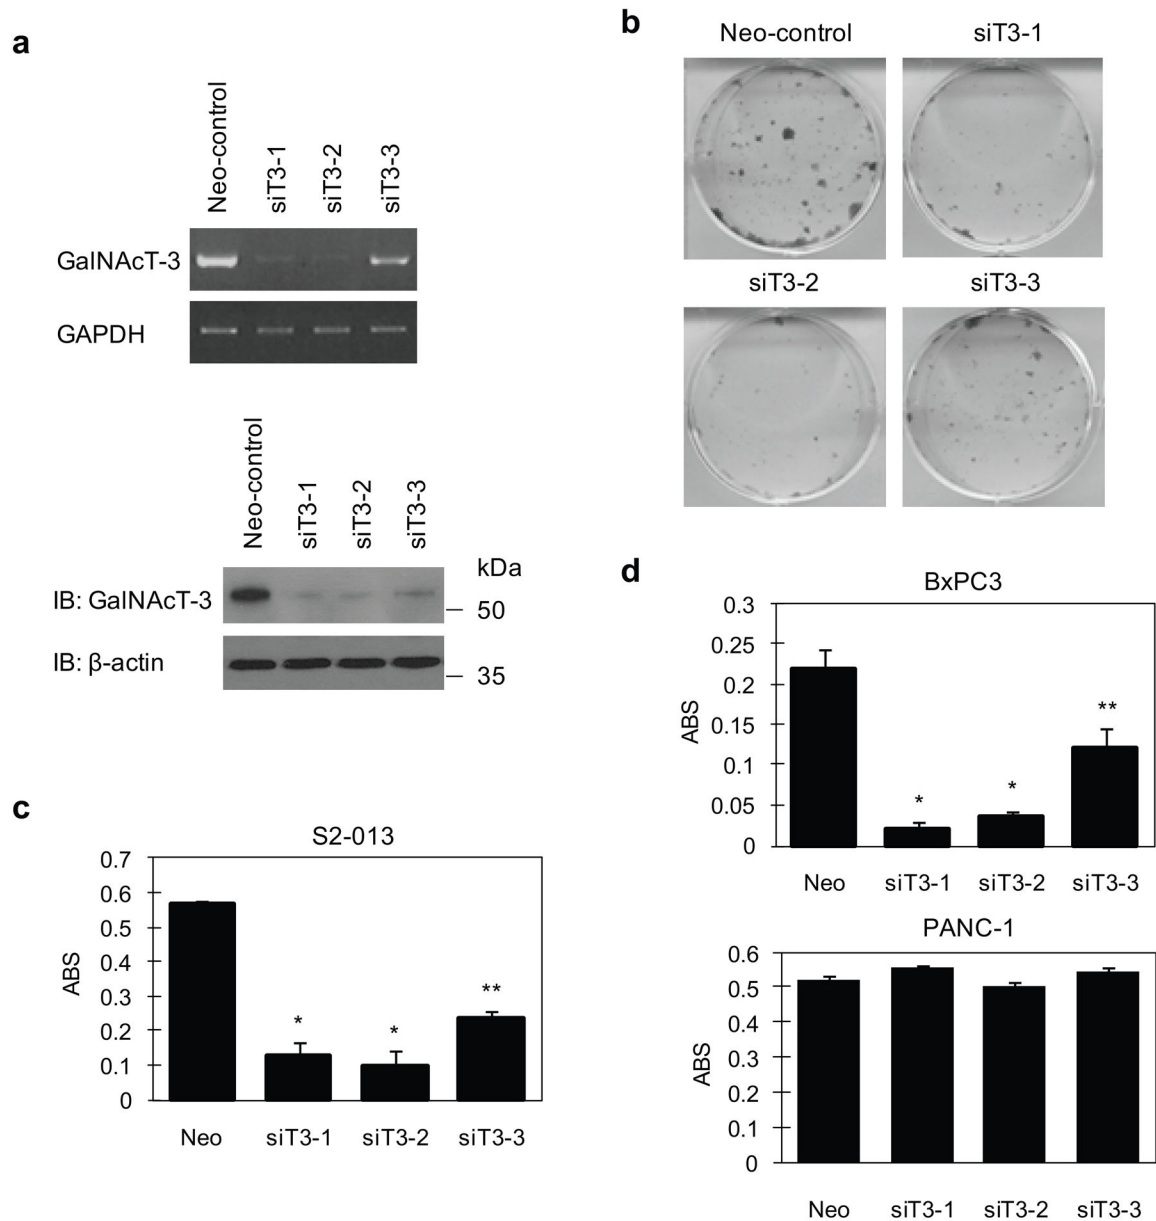 a
Neo-control
siT3-1
siT3-2
siT3-3
GalNAcT-3
GAPDH
Neo-control
siT3-1
siT3-2
siT3-3
kDa
IB: GalNAcT-3
50
IB: β-actin
35
b
Neo-control
siT3-1
siT3-2
siT3-3
c
S2-013
ABS
0.7
0.6
0.5
0.4
0.3
0.2
0.1
0
*
*
**
Neo
siT3-1
siT3-2
siT3-3
d
BxPC3
ABS
0.3
0.25
0.2
0.15
0.1
0.05
0
*
*
**
Neo
siT3-1
siT3-2
siT3-3
PANC-1
ABS
0.6
0.5
0.4
0.3
0.2
0.1
0
Neo
siT3-1
siT3-2
siT3-3